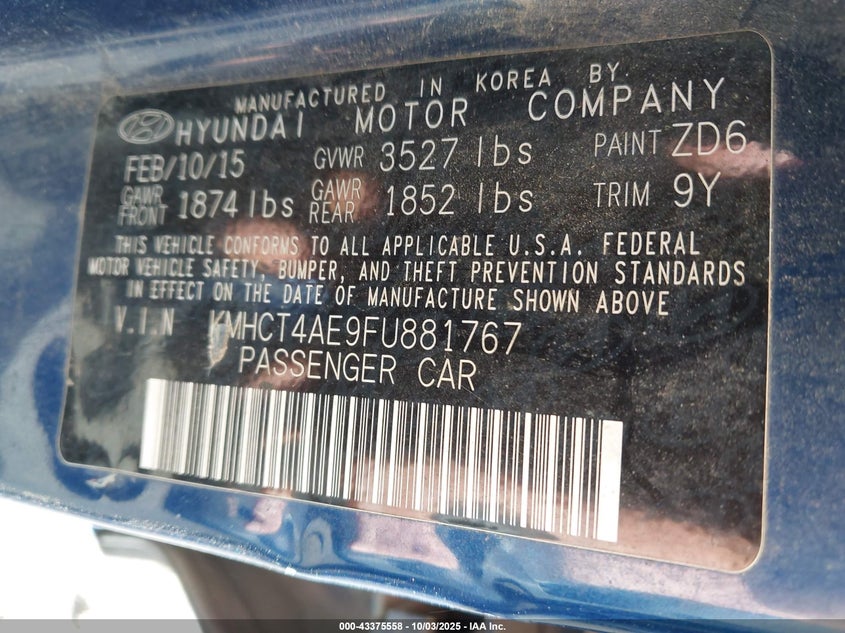 MANUFACTURED IN KOREA BY
HYUNDAI MOTOR COMPANY
FEB/10/15 GVWR 3527 lbs PAINT ZD6
GAWR FRONT 1874 lbs GAWR REAR 1852 lbs TRIM 9Y
THIS VEHICLE CONFORMS TO ALL APPLICABLE U.S.A. FEDERAL
MOTOR VEHICLE SAFETY, BUMPER, AND THEFT PREVENTION STANDARDS
IN EFFECT ON THE DATE OF MANUFACTURE SHOWN ABOVE
V.I.N KMHCT4AE9FU881767
PASSENGER CAR
000-43375558 - 10/03/2025 - IAA Inc.